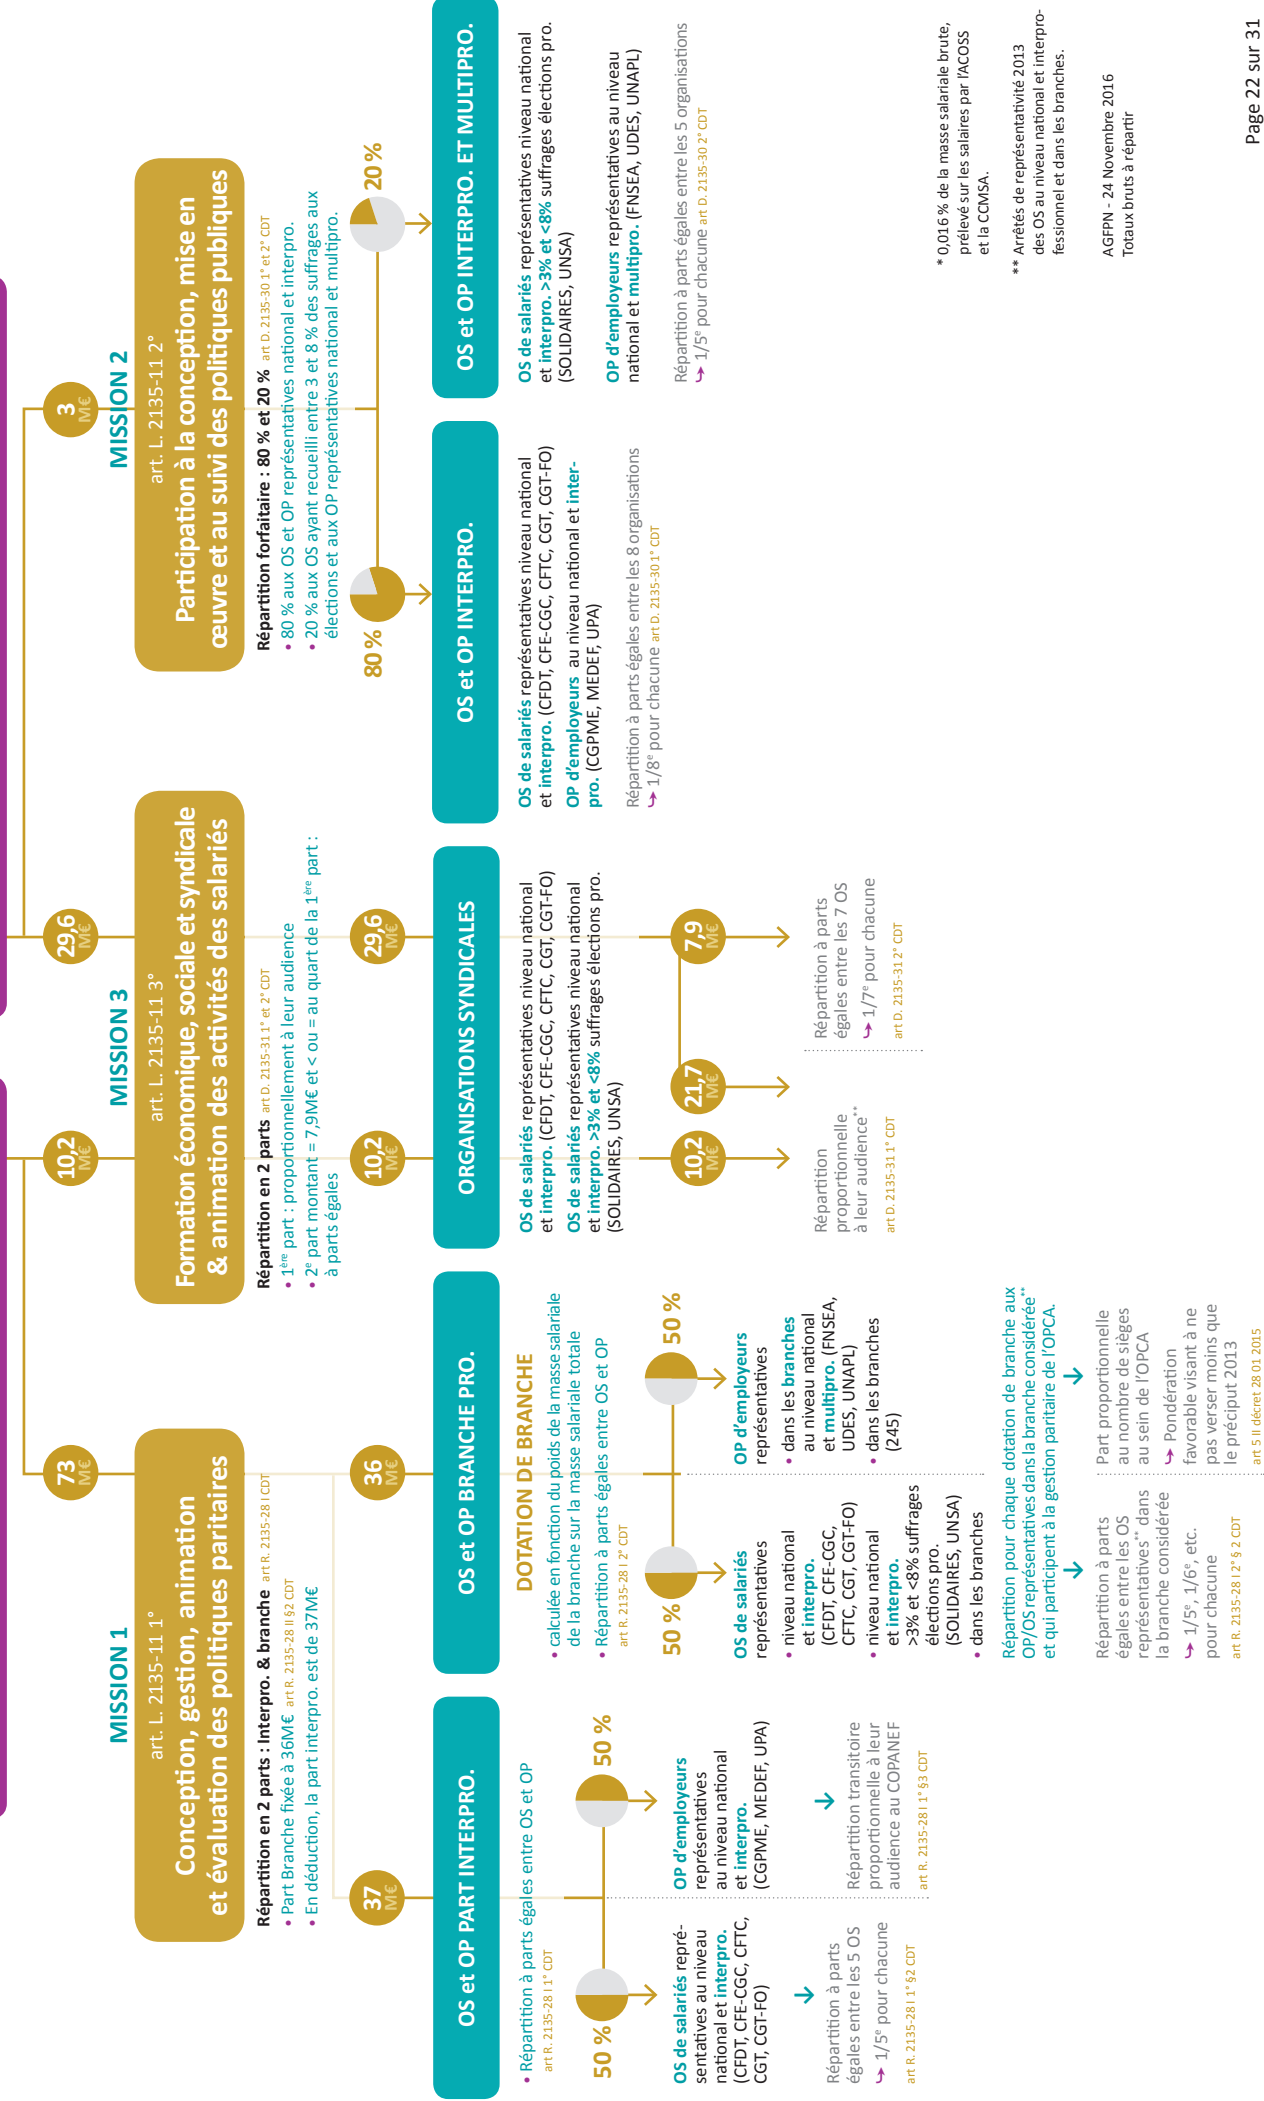 73
M€
10,2
M€
29,6
M€
3
M€
MISSION 1
art. L. 2135-11 1°
Conception, gestion, animation
et évaluation des politiques paritaires
Répartition en 2 parts : Interpro. & branche art R. 2135-28 I CDT
• Part Branche fixée à 36M€ art R. 2135-28 II §2 CDT
• En déduction, la part interpro. est de 37M€
37
M€
36
M€
OS et OP PART INTERPRO.
• Répartition à parts égales entre OS et OP
art R. 2135-28 I 1° CDT
50 %
50 %
OS de salariés repré-
sentatives au niveau
national et interpro.
(CFDT, CFE-CGC, CFTC,
CGT, CGT-FO)
Répartition à parts
égales entre les 5 OS
1/5e pour chacune
art R. 2135-28 I 1° §2 CDT
OP d'employeurs
représentatives
au niveau national
et interpro.
(CGPME, MEDEF, UPA)
Répartition transitoire
proportionnelle à leur
audience au COPANEF
art R. 2135-28 I 1° §3 CDT
OS et OP BRANCHE PRO.
DOTATION DE BRANCHE
• calculée en fonction du poids de la masse salariale
de la branche sur la masse salariale totale
• Répartition à parts égales entre OS et OP
art R. 2135-28 I 2° CDT
50 %
50 %
OS de salariés
représentatives
• niveau national
et interpro.
(CFDT, CFE-CGC,
CFTC, CGT, CGT-FO)
• niveau national
et interpro.
>3% et <8% suffrages
élections pro.
(SOLIDAIRES, UNSA)
• dans les branches
OP d'employeurs
représentatives
• dans les branches
au niveau national
et multipro. (FNSEA,
UDES, UNAPL)
• dans les branches
(245)
Répartition pour chaque dotation de branche aux
OP/OS représentatives dans la branche considérée**
et qui participent à la gestion paritaire de l'OPCA.
Répartition à parts
égales entre les OS
représentatives** dans
la branche considérée
1/5e, 1/6e, etc.
pour chacune
art R. 2135-28 I 2° § 2 CDT
Part proportionnelle
au nombre de sièges
au sein de l'OPCA
Pondération
favorable visant à ne
pas verser moins que
le préciput 2013
art 5 II décret 28 01 2015
MISSION 3
art. L. 2135-11 3°
Formation économique, sociale et syndicale
& animation des activités des salariés
Répartition en 2 parts art D. 2135-31 1° et 2° CDT
• 1ère part : proportionnellement à leur audience
• 2e part montant = 7,9M€ et < ou = au quart de la 1ère part :
à parts égales
10,2
M€
29,6
M€
ORGANISATIONS SYNDICALES
OS de salariés représentatives niveau national
et interpro. (CFDT, CFE-CGC, CFTC, CGT, CGT-FO)
OS de salariés représentatives niveau national
et interpro. >3% et <8% suffrages élections pro.
(SOLIDAIRES, UNSA)
10,2
M€
21,7
M€
7,9
M€
Répartition
proportionnelle
à leur audience**
art D. 2135-31 1° CDT
Répartition à parts
égales entre les 7 OS
1/7e pour chacune
art D. 2135-31 2° CDT
MISSION 2
art. L. 2135-11 2°
Participation à la conception, mise en
œuvre et au suivi des politiques publiques
Répartition forfaitaire : 80 % et 20 % art D. 2135-30 1° et 2° CDT
• 80 % aux OS et OP représentatives national et interpro.
• 20 % aux OS ayant recueilli entre 3 et 8 % des suffrages aux
élections et aux OP représentatives national et multipro.
80 %
20 %
OS et OP INTERPRO.
OS de salariés représentatives niveau national
et interpro. (CFDT, CFE-CGC, CFTC, CGT, CGT-FO)
OP d'employeurs au niveau national et inter-
pro. (CGPME, MEDEF, UPA)
Répartition à parts égales entre les 8 organisations
1/8e pour chacune art D. 2135-30 1° CDT
OS et OP INTERPRO. ET MULTIPRO.
OS de salariés représentatives niveau national
et interpro. >3% et <8% suffrages élections pro.
(SOLIDAIRES, UNSA)
OP d'employeurs représentatives au niveau
national et multipro. (FNSEA, UDES, UNAPL)
Répartition à parts égales entre les 5 organisations
1/5e pour chacune art D. 2135-30 2° CDT
* 0,016 % de la masse salariale brute,
prélevé sur les salaires par l'ACOSS
et la CCMSA.
** Arrêtés de représentativité 2013
des OS au niveau national et interpro-
fessionnel et dans les branches.
AGFPN - 24 Novembre 2016
Totaux bruts à répartir
Page 22 sur 31